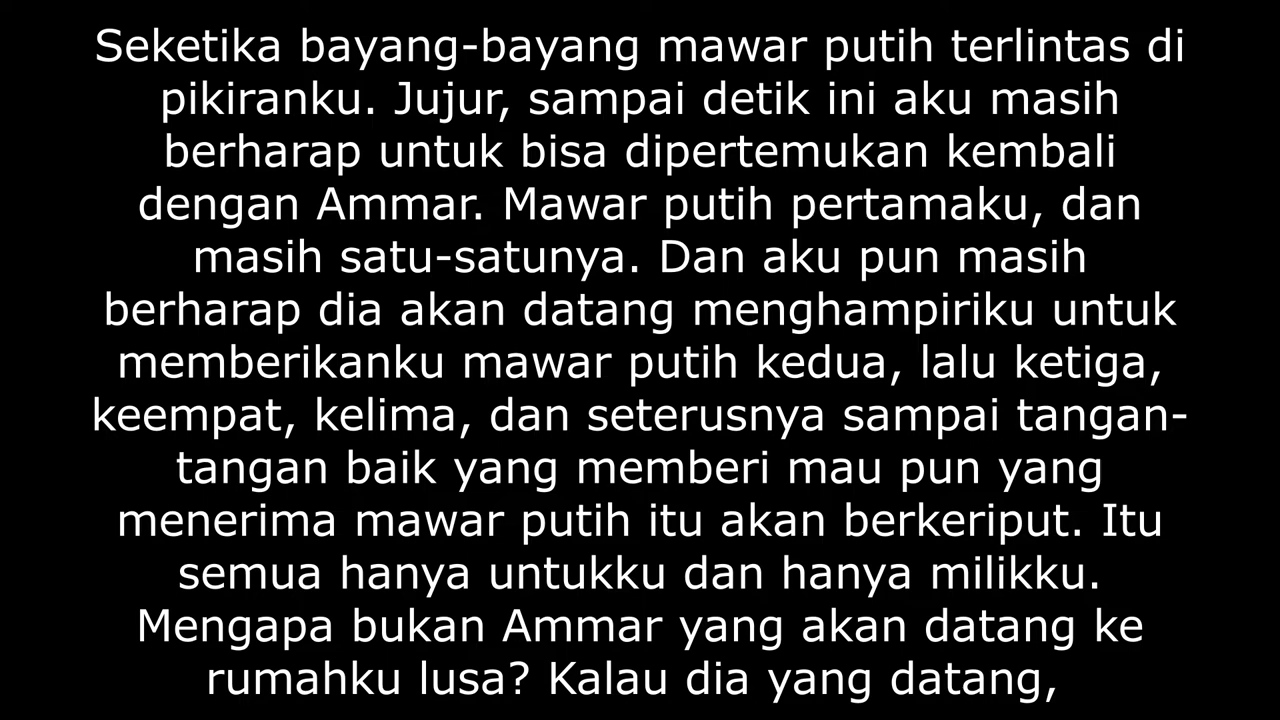 Seketika bayang-bayang mawar putih terlintas di
pikiranku. Jujur, sampai detik ini aku masih
berharap untuk bisa dipertemukan kembali
dengan Ammar. Mawar putih pertamaku, dan
masih satu-satunya. Dan aku pun masih
berharap dia akan datang menghampiriku untuk
memberikanku mawar putih kedua, lalu ketiga,
keempat, kelima, dan seterusnya sampai tangan-
tangan baik yang memberi mau pun yang
menerima mawar putih itu akan berkeriput. Itu
semua hanya untukku dan hanya milikku.
Mengapa bukan Ammar yang akan datang ke
rumahku lusa? Kalau dia yang datang,